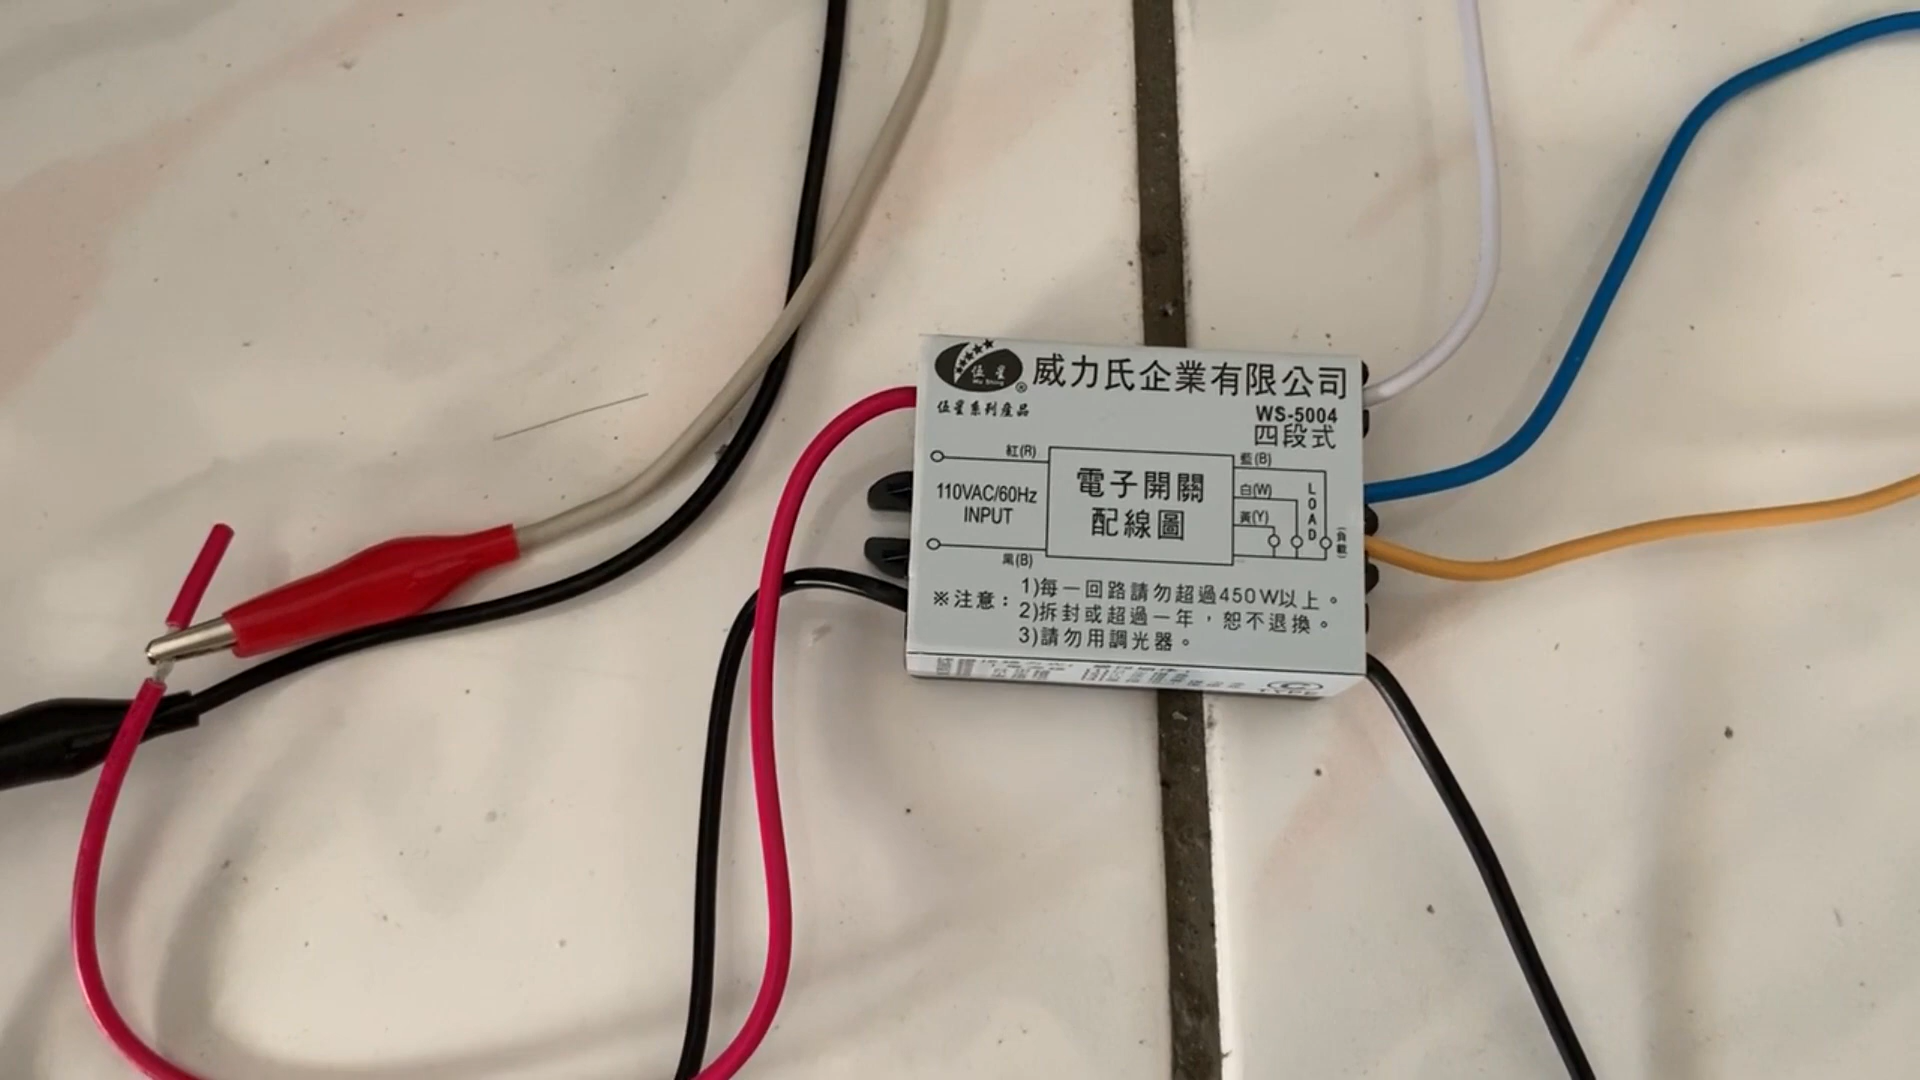 伍星
Wu Shing
®
威力氏企業有限公司
伍星系列產品
WS-5004
四段式
紅(R)
110VAC/60Hz
INPUT
黑(B)
電子開關
配線圖
藍(B)
白(W)
黃(Y)
LOAD
(負載)
※注意：1)每一回路請勿超過450W以上。
2)拆封或超過一年，恕不退換。
3)請勿用調光器。